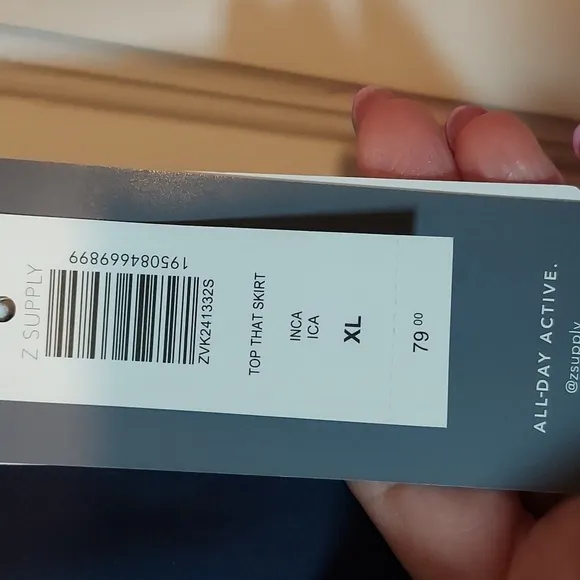 Z SUPPLY
195084669899
ZVK241332S
TOP THAT SKIRT
INCA
ICA
XL
79 00
ALL-DAY ACTIVE.
@zsupply